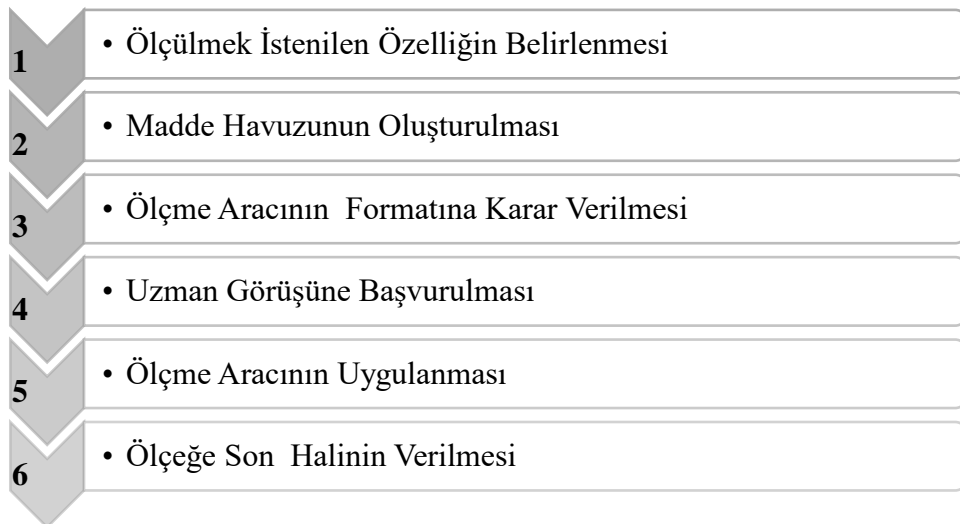 1 • Ölçülmek İstenilen Özelliğin Belirlenmesi
2 • Madde Havuzunun Oluşturulması
3 • Ölçme Aracının Formatına Karar Verilmesi
4 • Uzman Görüşüne Başvurulması
5 • Ölçme Aracının Uygulanması
6 • Ölçeğe Son Halinin Verilmesi